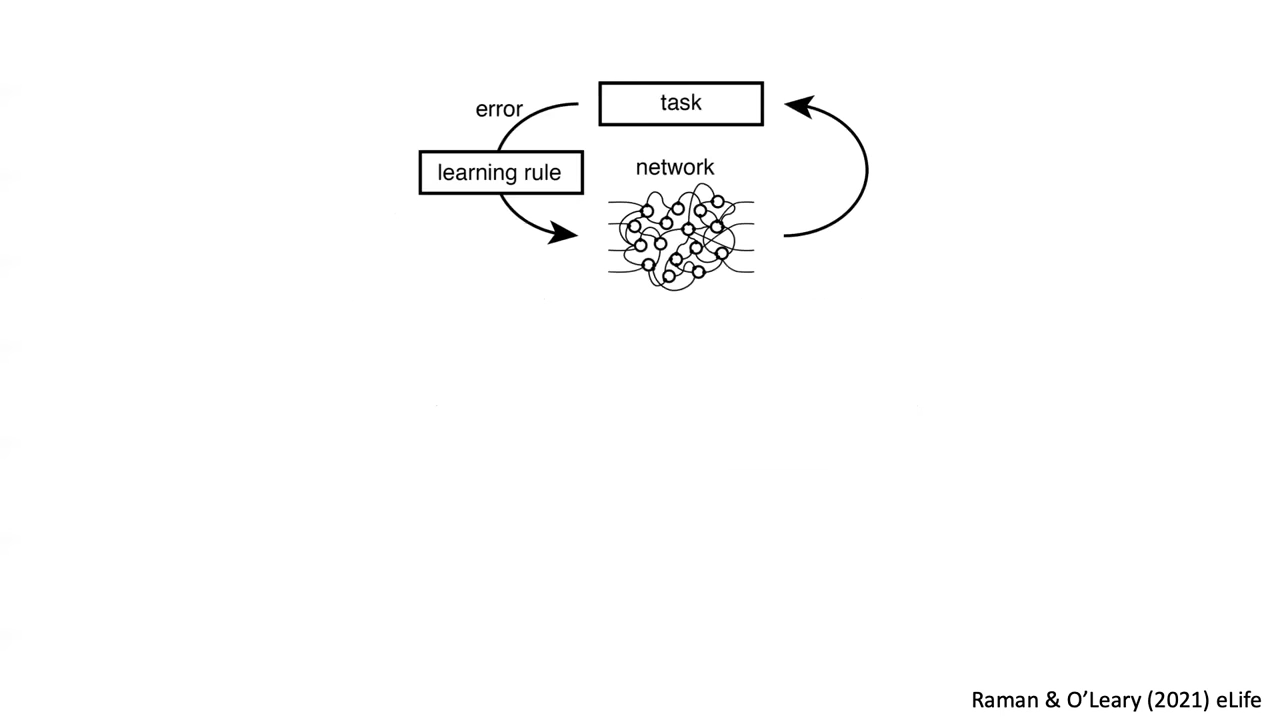 task
error
learning rule
network
Raman & O’Leary (2021) eLife